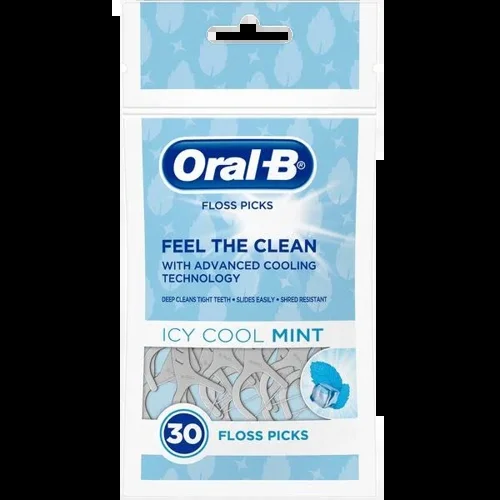 Oral-B®
FLOSS PICKS
FEEL THE CLEAN
WITH ADVANCED COOLING
TECHNOLOGY
DEEP CLEANS TIGHT TEETH • SLIDES EASILY • SHRED RESISTANT
ICY COOL MINT
30 FLOSS PICKS